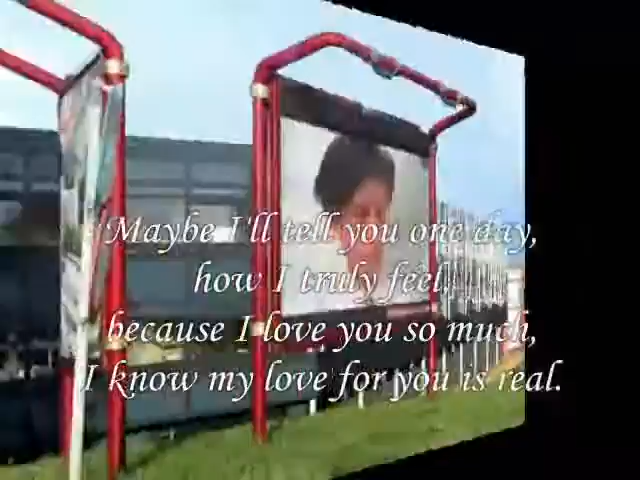 Maybe I'll tell you one day,
how I truly feel,
because I love you so much,
I know my love for you is real.